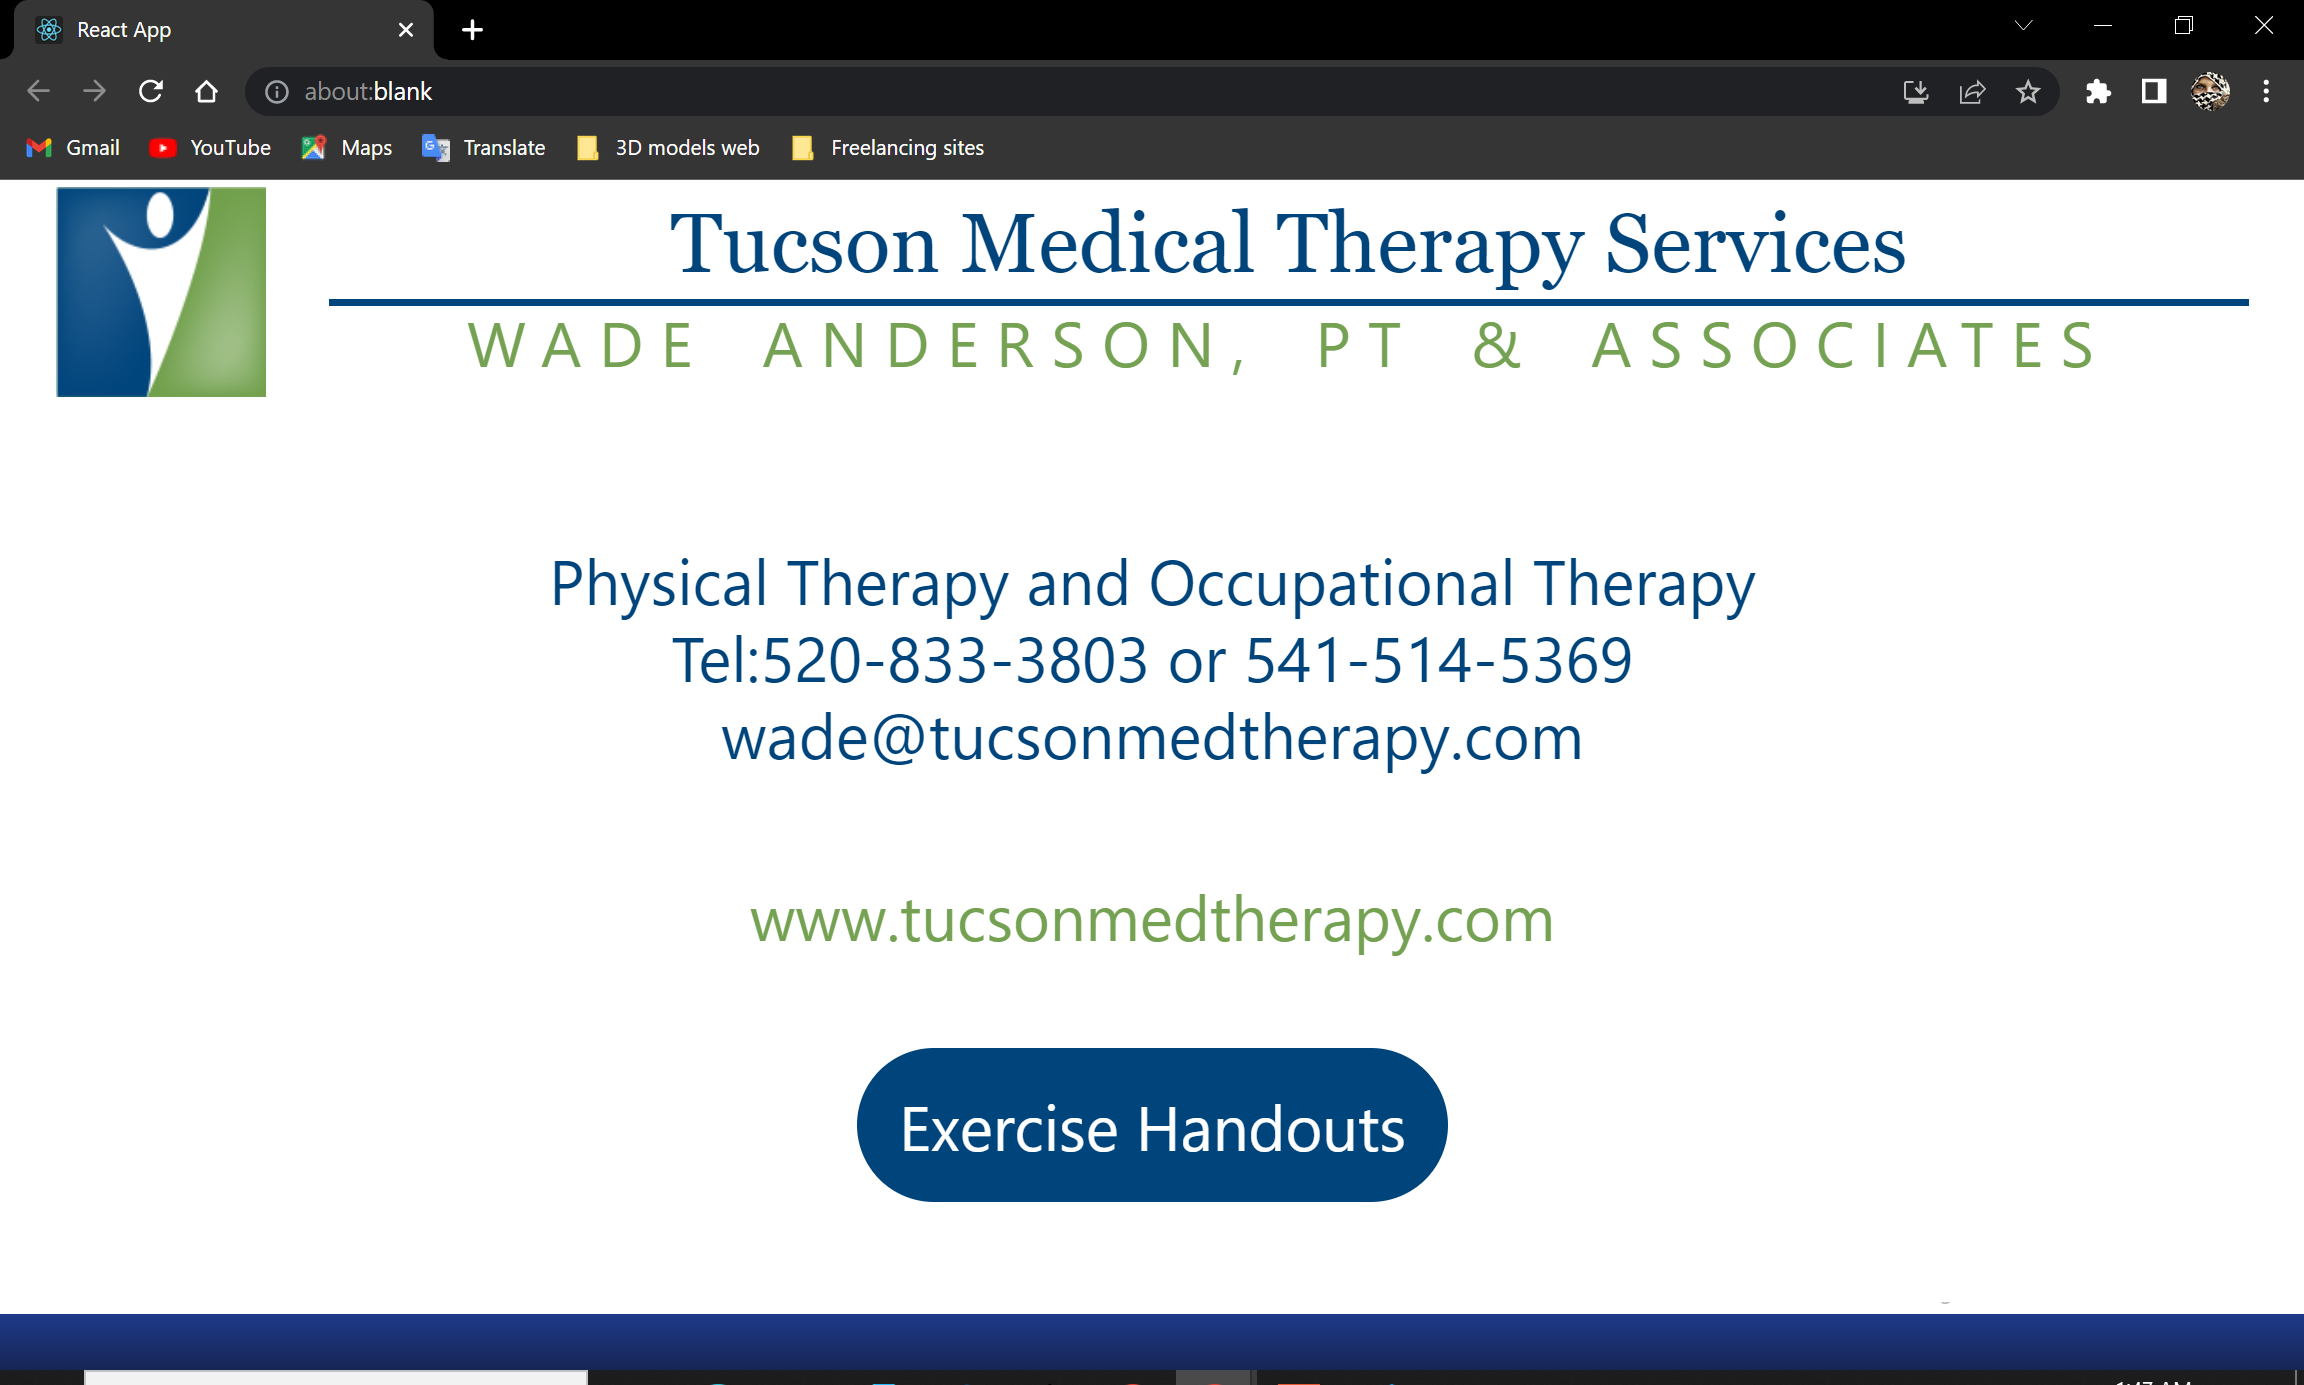 React App
about:blank
Gmail YouTube Maps Translate 3D models web Freelancing sites
Tucson Medical Therapy Services
WADE ANDERSON, PT & ASSOCIATES
Physical Therapy and Occupational Therapy
Tel:520-833-3803 or 541-514-5369
wade@tucsonmedtherapy.com
www.tucsonmedtherapy.com
Exercise Handouts